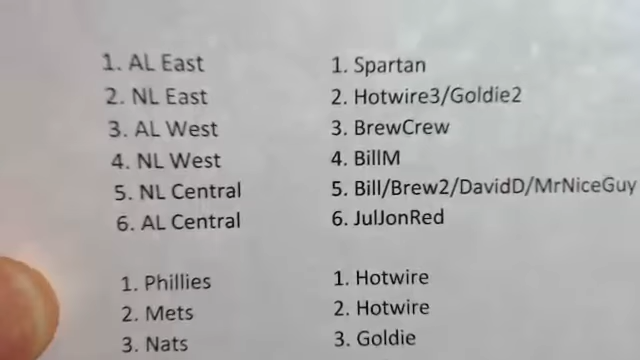 1. AL East 1. Spartan
2. NL East 2. Hotwire3/Goldie2
3. AL West 3. BrewCrew
4. NL West 4. BillM
5. NL Central 5. Bill/Brew2/DavidD/MrNiceGuy
6. AL Central 6. JulJonRed
1. Phillies 1. Hotwire
2. Mets 2. Hotwire
3. Nats 3. Goldie